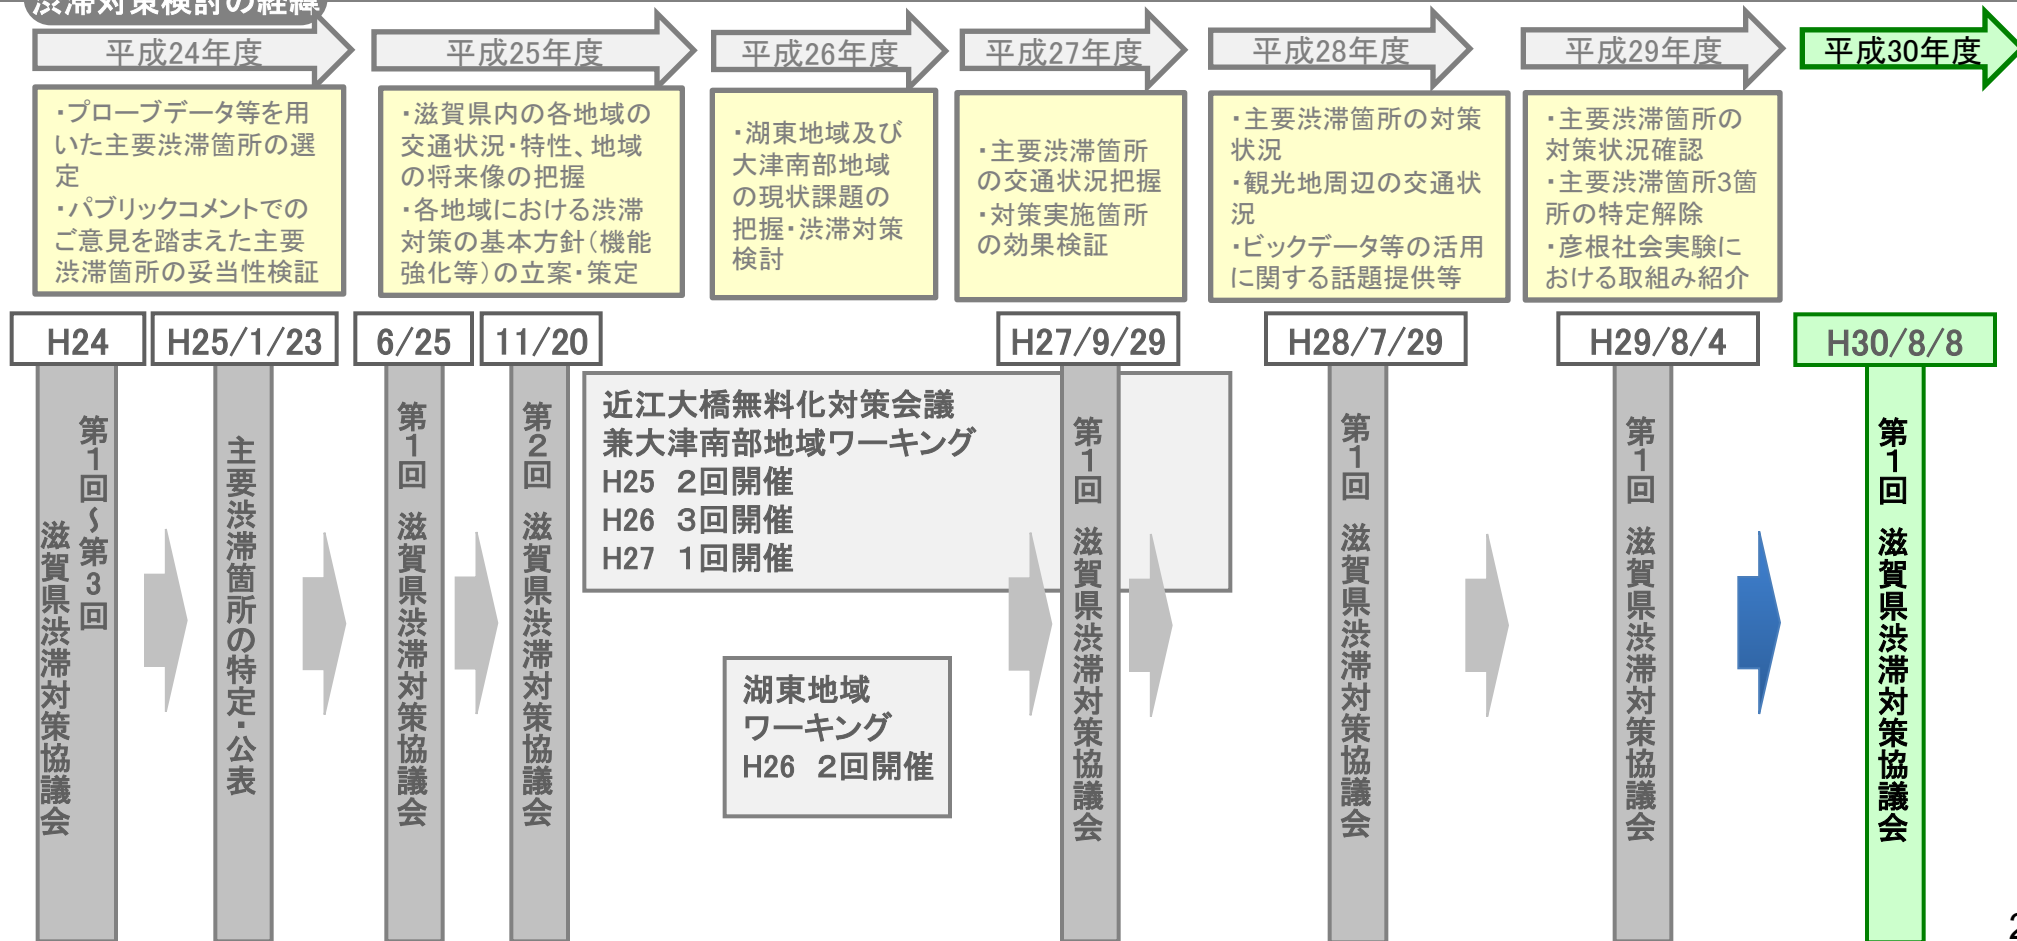 渋滞対策検討の経緯
平成24年度
平成25年度
平成26年度
平成27年度
平成28年度
平成29年度
平成30年度
・プローブデータ等を用
いた主要渋滞箇所の選
定
・パブリックコメントでの
ご意見を踏まえた主要
渋滞箇所の妥当性検証
・滋賀県内の各地域の
交通状況・特性、地域
の将来像の把握
・各地域における渋滞
対策の基本方針（機能
強化等）の立案・策定
・湖東地域及び
大津南部地域
の現状課題の
把握・渋滞対策
検討
・主要渋滞箇所
の交通状況把握
・対策実施箇所
の効果検証
・主要渋滞箇所の対策
状況
・観光地周辺の交通状
況
・ビックデータ等の活用
に関する話題提供等
・主要渋滞箇所の
対策状況確認
・主要渋滞箇所3箇
所の特定解除
・彦根社会実験に
おける取組み紹介
H24
H25/1/23
6/25
11/20
H27/9/29
H28/7/29
H29/8/4
H30/8/8
第1回～第3回
滋賀県渋滞対策協議会
主要渋滞箇所の特定・公表
第1回 滋賀県渋滞対策協議会
第2回 滋賀県渋滞対策協議会
近江大橋無料化対策会議
兼大津南部地域ワーキング
H25 2回開催
H26 3回開催
H27 1回開催
湖東地域
ワーキング
H26 2回開催
第1回 滋賀県渋滞対策協議会
第1回 滋賀県渋滞対策協議会
第1回 滋賀県渋滞対策協議会
第1回 滋賀県渋滞対策協議会
2